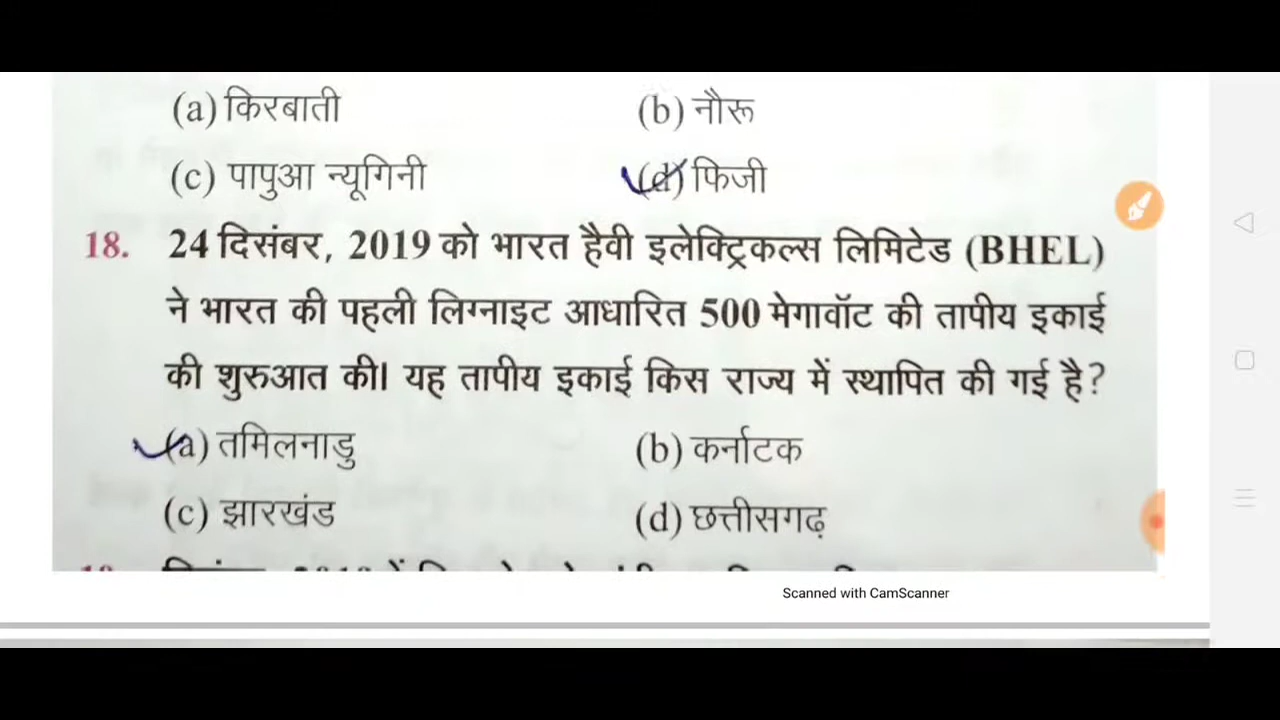 (a) किरबाती (b) नौरू
(c) पापुआ न्यूगिनी (d) फिजी
18. 24 दिसंबर, 2019 को भारत हैवी इलेक्ट्रिकल्स लिमिटेड (BHEL)
ने भारत की पहली लिग्नाइट आधारित 500 मेगावॉट की तापीय इकाई
की शुरुआत की। यह तापीय इकाई किस राज्य में स्थापित की गई है?
(a) तमिलनाडु (b) कर्नाटक
(c) झारखंड (d) छत्तीसगढ़
Scanned with CamScanner